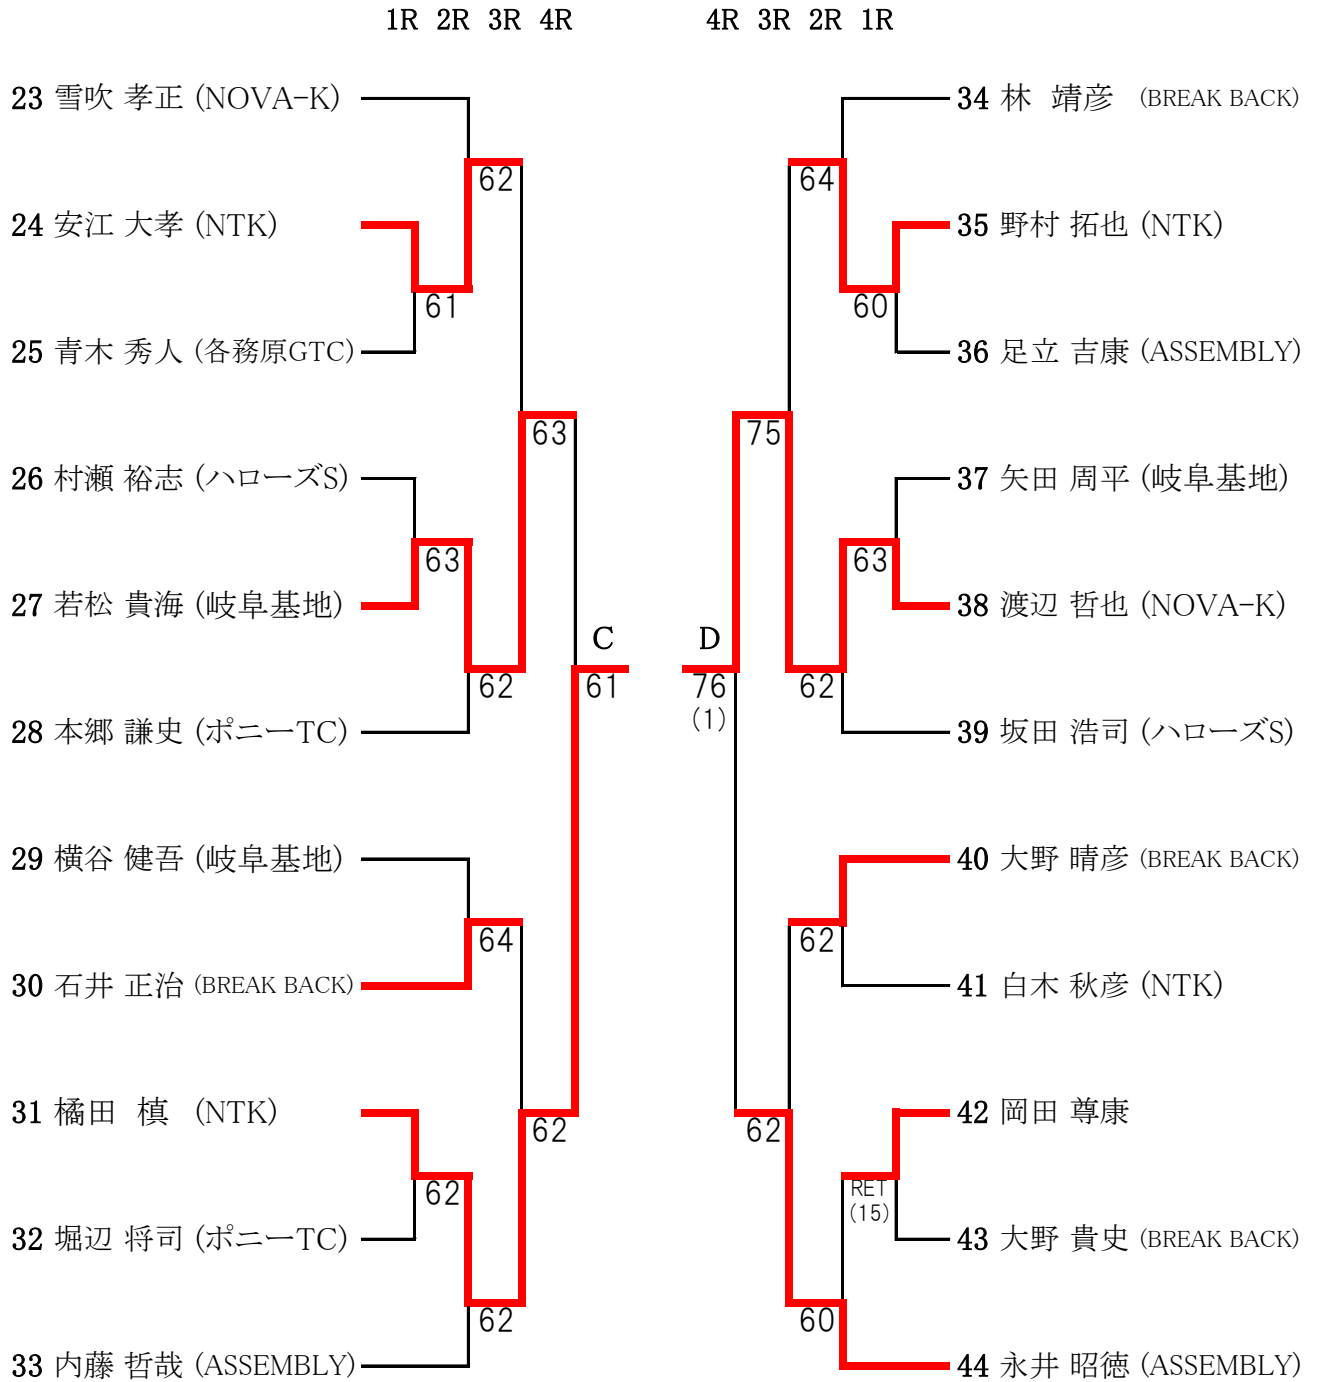 1R 2R 3R 4R 4R 3R 2R 1R
23 雪吹 孝正 (NOVA-K) 34 林 靖彦 (BREAK BACK)
62 64
24 安江 大孝 (NTK) 35 野村 拓也 (NTK)
61 60
25 青木 秀人 (各務原GTC) 36 足立 吉康 (ASSEMBLY)
63 75
26 村瀬 裕志 (ハローズS) 37 矢田 周平 (岐阜基地)
63 63
27 若松 貴海 (岐阜基地) 38 渡辺 哲也 (NOVA-K)
C D
62 61 76 62
(1)
28 本郷 謙史 (ポニーTC) 39 坂田 浩司 (ハローズS)
29 横谷 健吾 (岐阜基地) 40 大野 晴彦 (BREAK BACK)
64 62
30 石井 正治 (BREAK BACK) 41 白木 秋彦 (NTK)
31 橘田 槙 (NTK) 42 岡田 尊康
62 62
62 RET
(15)
32 堀辺 将司 (ポニーTC) 43 大野 貴史 (BREAK BACK)
62 60
33 内藤 哲哉 (ASSEMBLY) 44 永井 昭徳 (ASSEMBLY)